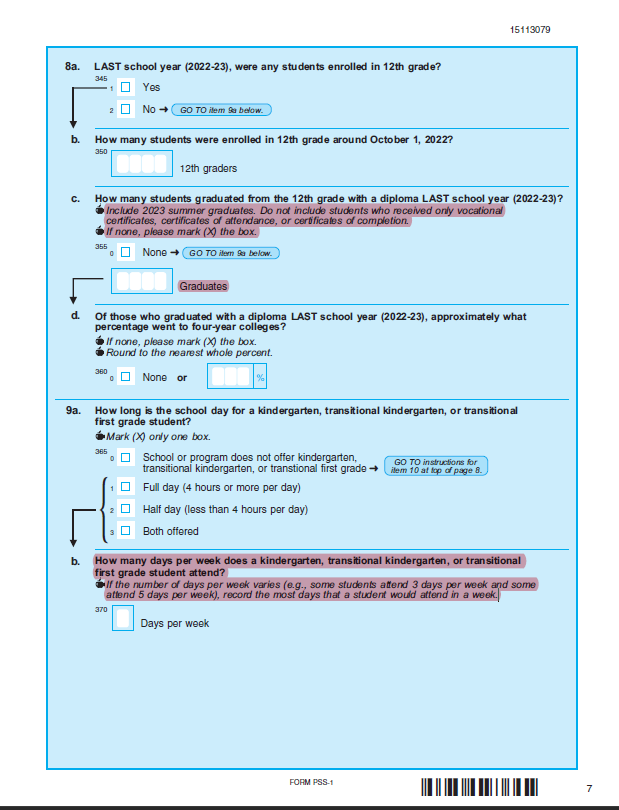 15113079
8a. LAST school year (2022-23), were any students enrolled in 12th grade?
345
1 Yes
2 No ➔ GO TO item 9a below.
b. How many students were enrolled in 12th grade around October 1, 2022?
350
12th graders
c. How many students graduated from the 12th grade with a diploma LAST school year (2022-23)?
Include 2023 summer graduates. Do not include students who received only vocational
certificates, certificates of attendance, or certificates of completion.
If none, please mark (X) the box.
355
0 None ➔ GO TO item 9a below.
Graduates
d. Of those who graduated with a diploma LAST school year (2022-23), approximately what
percentage went to four-year colleges?
If none, please mark (X) the box.
Round to the nearest whole percent.
360
0 None or %
9a. How long is the school day for a kindergarten, transitional kindergarten, or transitional
first grade student?
Mark (X) only one box.
365
0 School or program does not offer kindergarten,
transitional kindergarten, or transtional first grade ➔ GO TO instructions for
item 10 at top of page 8.
1 Full day (4 hours or more per day)
2 Half day (less than 4 hours per day)
3 Both offered
b. How many days per week does a kindergarten, transitional kindergarten, or transitional
first grade student attend?
If the number of days per week varies (e.g., some students attend 3 days per week and some
attend 5 days per week), record the most days that a student would attend in a week.
370
Days per week
FORM PSS-1
7